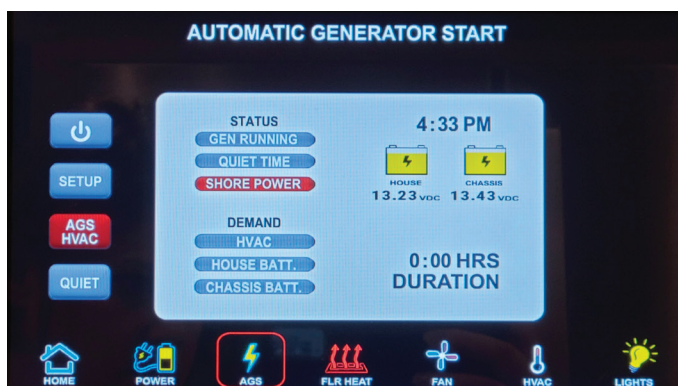 AUTOMATIC GENERATOR START
SETUP
AGS
HVAC
QUIET
STATUS
GEN RUNNING
QUIET TIME
SHORE POWER
DEMAND
HVAC
HOUSE BATT.
CHASSIS BATT.
4:33 PM
HOUSE CHASSIS
13.23 VDC 13.43 VDC
0:00 HRS
DURATION
HOME POWER AGS FLR HEAT FAN HVAC LIGHTS